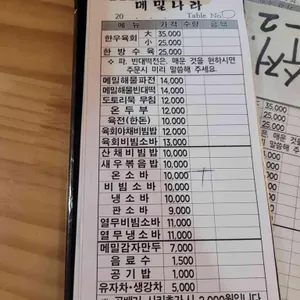 메밀나라
20 Table No.
메뉴 가격 수량 금액
한우육회 大 35,000
小 25,000
한방수육 25,000
※ 파, 빈대떡전은, 매운 것을 원하시면
주문시 미리 말씀해 주세요.
메밀해물파전 14,000
메밀해물빈대떡 14,000
도토리묵 무침 12,000
온두부 12,000
육전(한돈) 10,000
육회야채비빔밥 12,000
육회비빔소바 13,000
산채비빔밥 10,000
새우볶음밥 10,000
온소바 10,000
비빔소바 10,000
냉소바 10,000
판소바 9,000
열무비빔소바 11,000
열무냉소바 11,000
메밀감자만두 7,000
음료수 1,500
공기밥 1,000
유자차·생강차 5,000